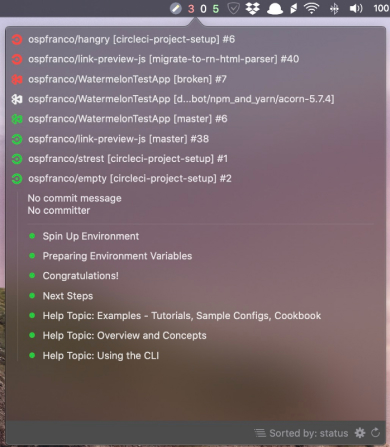 3 0 5 100
ospfranco/hangry [circleci-project-setup] #6
ospfranco/link-preview-js [migrate-to-rn-html-parser] #40
ospfranco/WatermelonTestApp [broken] #7
ospfranco/WatermelonTestApp [d...bot/npm_and_yarn/acorn-5.7.4]
ospfranco/WatermelonTestApp [master] #6
ospfranco/link-preview-js [master] #38
ospfranco/strest [circleci-project-setup] #1
ospfranco/empty [circleci-project-setup] #2
No commit message
No committer
Spin Up Environment
Preparing Environment Variables
Congratulations!
Next Steps
Help Topic: Examples - Tutorials, Sample Configs, Cookbook
Help Topic: Overview and Concepts
Help Topic: Using the CLI
Sorted by: status